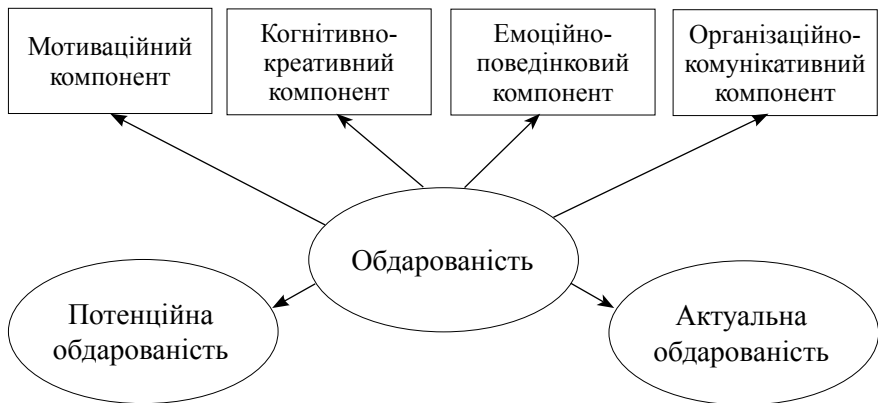 Мотиваційний
компонент
Когнітивно-
креативний
компонент
Емоційно-
поведінковий
компонент
Організаційно-
комунікативний
компонент
Обдарованість
Потенційна
обдарованість
Актуальна
обдарованість